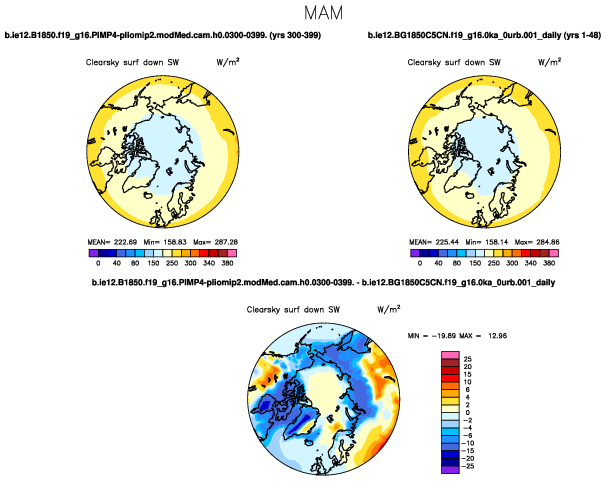 MAM
b.ie12.B1850.f19_g16.PIMP4-pliomip2.modMed.cam.h0.0300-0399. (yrs 300-399)
b.ie12.BG1850C5CN.f19_g16.0ka_0urb.001_daily (yrs 1-48)
Clearsky surf down SW W/m²
Clearsky surf down SW W/m²
MEAN= 222.69 Min= 158.83 Max= 287.28
MEAN= 225.44 Min= 158.14 Max= 284.86
0 40 80 150 250 300 340 380
0 40 80 150 250 300 340 380
b.ie12.B1850.f19_g16.PIMP4-pliomip2.modMed.cam.h0.0300-0399. - b.ie12.BG1850C5CN.f19_g16.0ka_0urb.001_daily
Clearsky surf down SW W/m²
MIN = -19.89 MAX = 12.96
25
20
15
10
6
4
2
0
-2
-4
-6
-10
-15
-20
-25